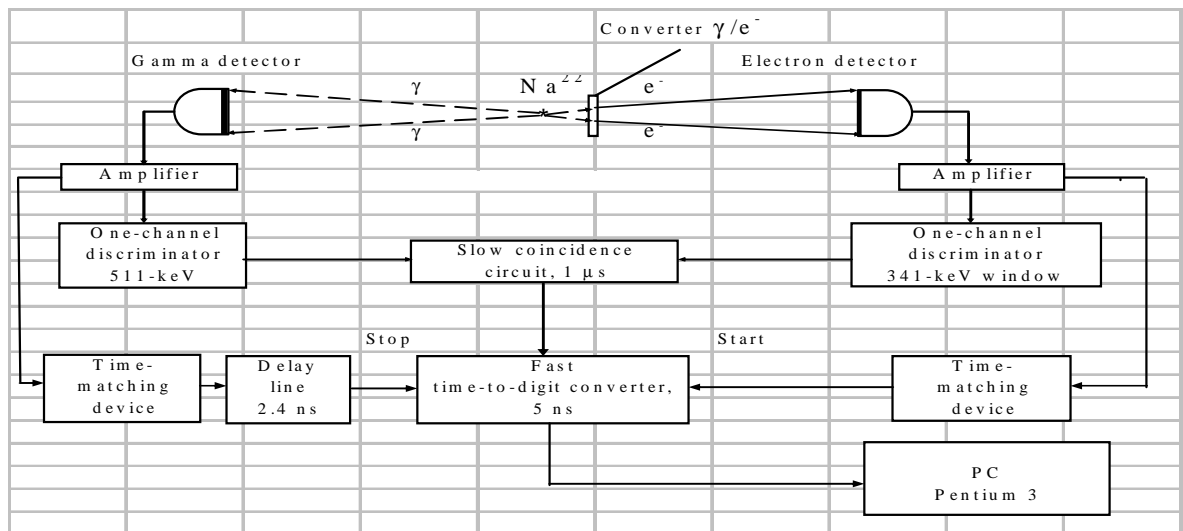 Converter γ/e⁻
Gamma detector
Electron detector
Na²²
γ
e⁻
γ
e⁻
Amplifier
Amplifier
One-channel
discriminator
511-keV
Slow coincidence
circuit, 1 μs
One-channel
discriminator
341-keV window
Stop
Start
Time-
matching
device
Delay
line
2.4 ns
Fast
time-to-digit converter,
5 ns
Time-
matching
device
PC
Pentium 3